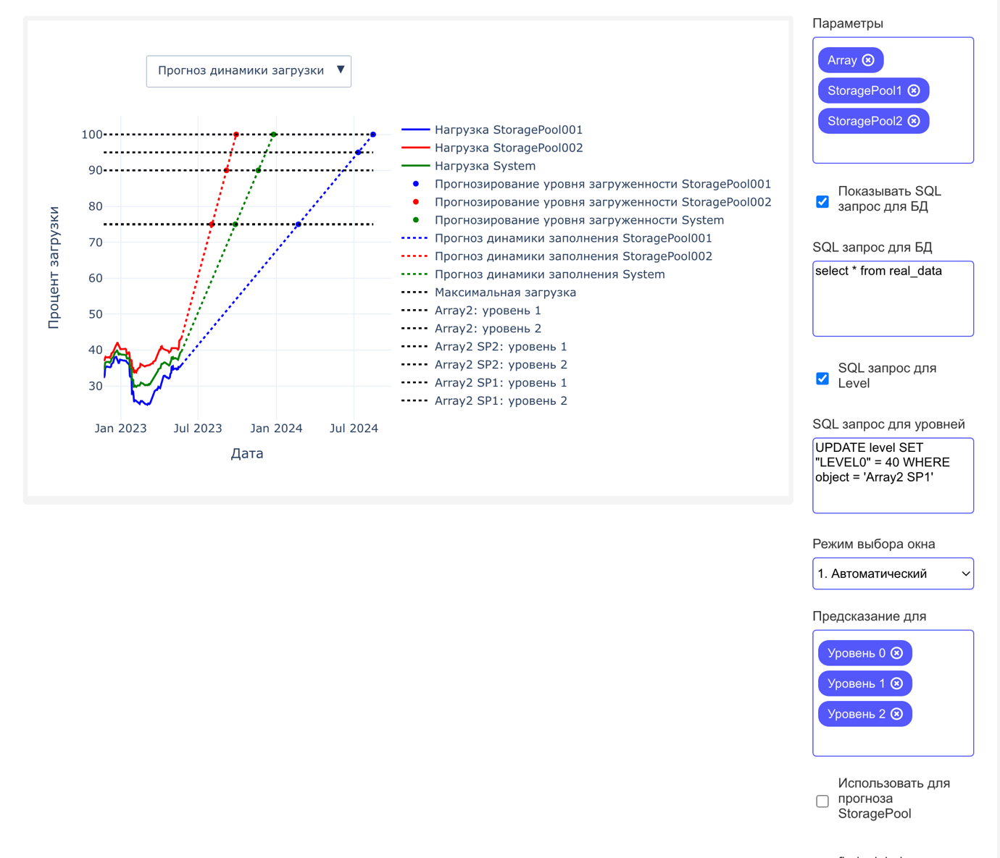 Прогноз динамики загрузки ▼
100
90
80
70
60
50
40
30
Процент загрузки
Jan 2023
Jul 2023
Jan 2024
Jul 2024
Дата
Нагрузка StoragePool001
Нагрузка StoragePool002
Нагрузка System
Прогнозирование уровня загруженности StoragePool001
Прогнозирование уровня загруженности StoragePool002
Прогнозирование уровня загруженности System
Прогноз динамики заполнения StoragePool001
Прогноз динамики заполнения StoragePool002
Прогноз динамики заполнения System
Максимальная загрузка
Array2: уровень 1
Array2: уровень 2
Array2 SP2: уровень 1
Array2 SP2: уровень 2
Array2 SP1: уровень 1
Array2 SP1: уровень 2
Параметры
Array
StoragePool1
StoragePool2
Показывать SQL
запрос для БД
SQL запрос для БД
select * from real_data
SQL запрос для
Level
SQL запрос для уровней
UPDATE level SET
"LEVEL0" = 40 WHERE
object = 'Array2 SP1'
Режим выбора окна
1. Автоматический
Предсказание для
Уровень 0
Уровень 1
Уровень 2
Использовать для
прогноза
StoragePool